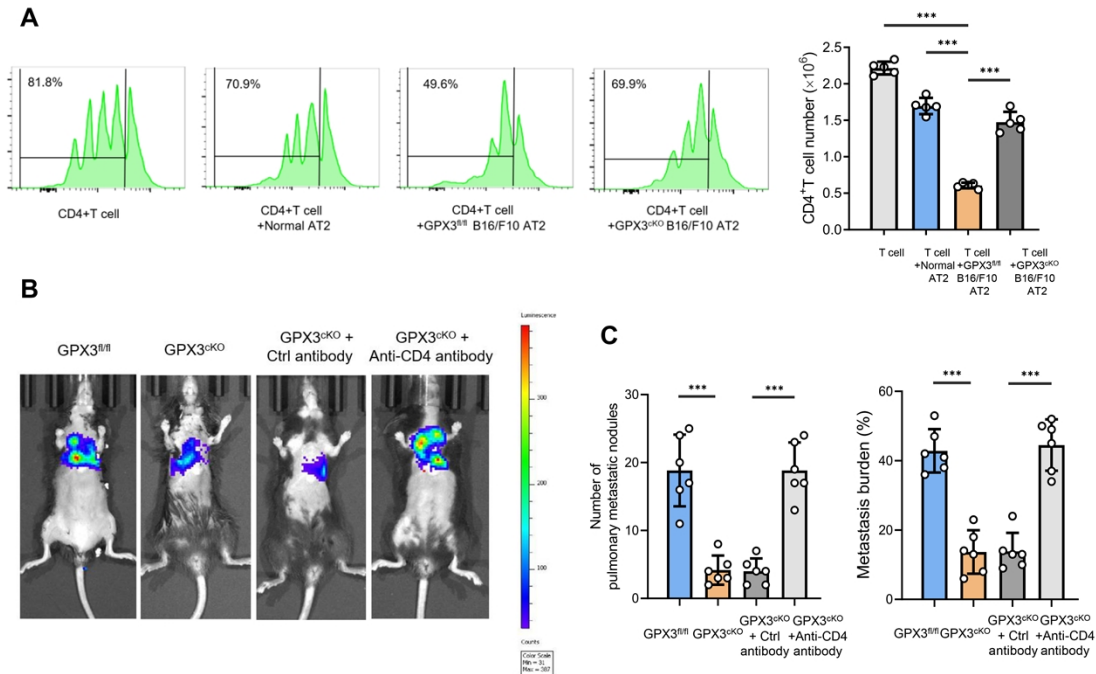 A
81.8%
70.9%
49.6%
69.9%
CD4+T cell
CD4+T cell
+Normal AT2
CD4+T cell
+GPX3fl/fl B16/F10 AT2
CD4+T cell
+GPX3cKO B16/F10 AT2
***
***
***
CD4+T cell number (×10⁶)
2.5
2.0
1.5
1.0
0.5
0.0
T cell
T cell
+Normal
AT2
T cell
+GPX3fl/fl
B16/F10
AT2
T cell
+GPX3cKO
B16/F10
AT2
B
GPX3fl/fl
GPX3cKO
GPX3cKO +
Ctrl antibody
GPX3cKO +
Anti-CD4 antibody
Luminescence
300
200
100
Counts
Color Scale
Min = 31
Max = 387
C
Number of
pulmonary metastatic nodules
30
20
10
0
***
***
GPX3fl/fl
GPX3cKO
GPX3cKO
+ Ctrl
antibody
GPX3cKO
+Anti-CD4
antibody
Metastasis burden (%)
60
40
20
0
***
***
GPX3fl/fl
GPX3cKO
GPX3cKO
+ Ctrl
antibody
GPX3cKO
+Anti-CD4
antibody